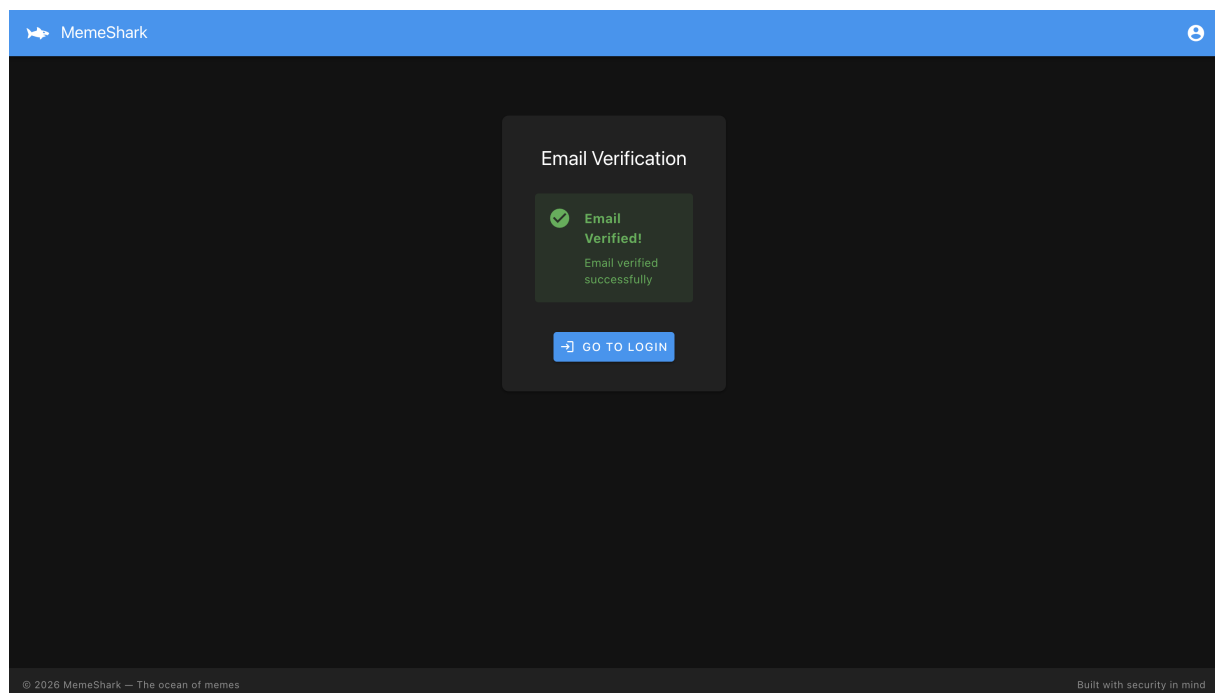 MemeShark
Email Verification
Email
Verified!
Email verified
successfully
GO TO LOGIN
© 2026 MemeShark — The ocean of memes
Built with security in mind